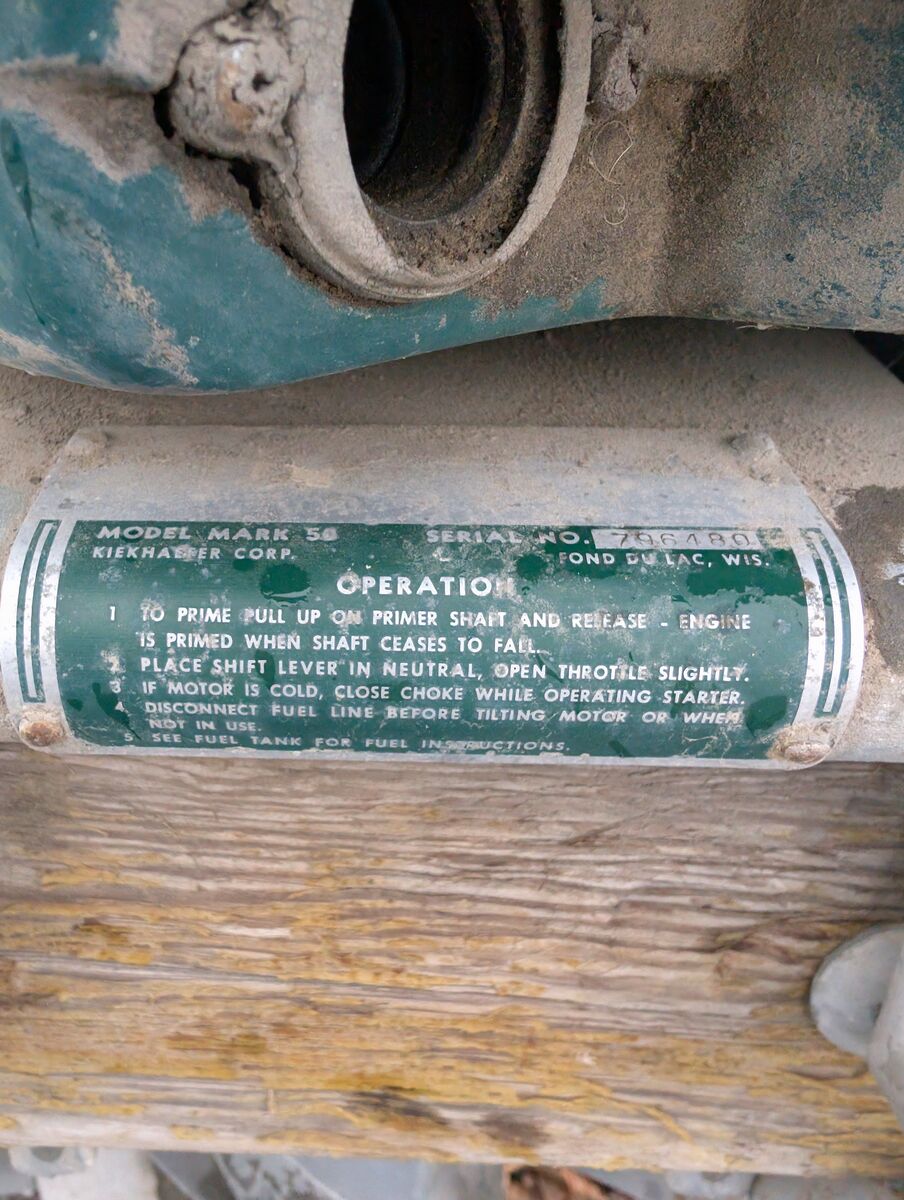 MODEL MARK 50 SERIAL NO. 796480
KIEKHAEFER CORP. FOND DU LAC, WIS.
OPERATION
1 TO PRIME PULL UP ON PRIMER SHAFT AND RELEASE - ENGINE
IS PRIMED WHEN SHAFT CEASES TO FALL.
2 PLACE SHIFT LEVER IN NEUTRAL, OPEN THROTTLE SLIGHTLY.
3 IF MOTOR IS COLD, CLOSE CHOKE WHILE OPERATING STARTER.
4 DISCONNECT FUEL LINE BEFORE TILTING MOTOR OR WHEN
NOT IN USE.
5 SEE FUEL TANK FOR FUEL INSTRUCTIONS.